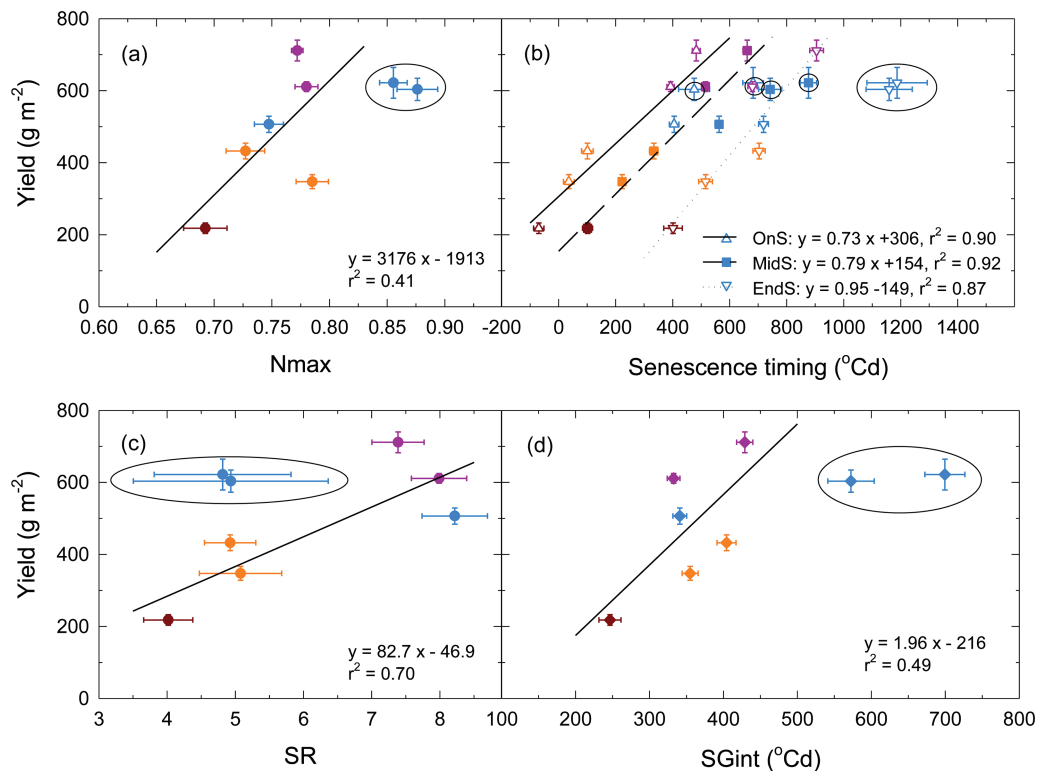 800
600
400
200
0
Yield (g m-2)
(a)
y = 3176 x - 1913
r2 = 0.41
0.60 0.65 0.70 0.75 0.80 0.85 0.90
Nmax
(b)
OnS: y = 0.73 x +306, r2 = 0.90
MidS: y = 0.79 x +154, r2 = 0.92
EndS: y = 0.95 -149, r2 = 0.87
-200 0 200 400 600 800 1000 1200 1400
Senescence timing (oCd)
800
600
400
200
0
Yield (g m-2)
(c)
y = 82.7 x - 46.9
r2 = 0.70
3 4 5 6 7 8 9
SR
(d)
y = 1.96 x - 216
r2 = 0.49
100 200 300 400 500 600 700 800
SGint (oCd)